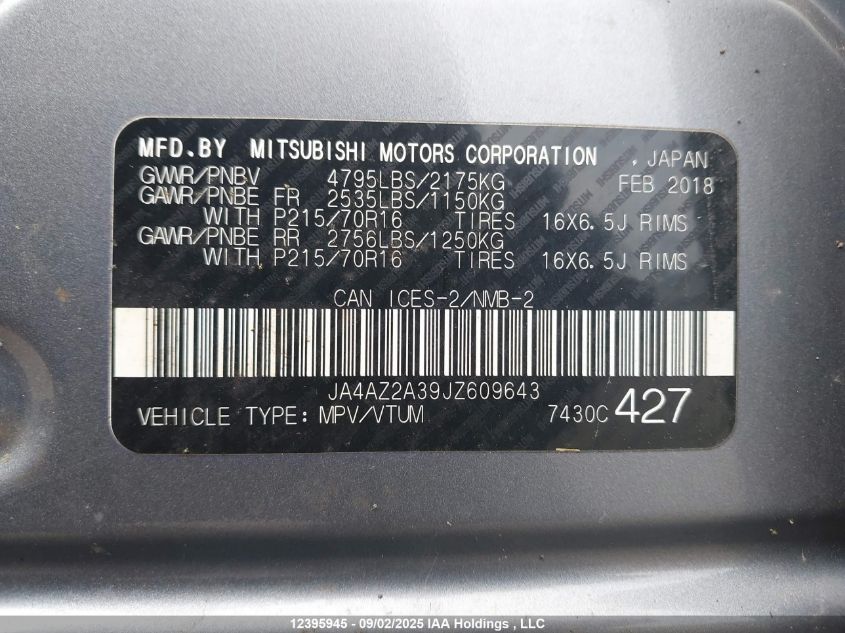 MFD.BY MITSUBISHI MOTORS CORPORATION , JAPAN
GWWR/PNBV 4795LBS/2175KG FEB 2018
GAWR/PNBE FR 2535LBS/1150KG
WITH P215/70R16 TIRES 16X6.5J RIMS
GAWR/PNBE RR 2756LBS/1250KG
WITH P215/70R16 TIRES 16X6.5J RIMS
CAN ICES-2/NMB-2
JA4AZ2A39JZ609643
VEHICLE TYPE: MPV/VTUM 7430C 427
12395945 - 09/02/2025 IAA Holdings , LLC